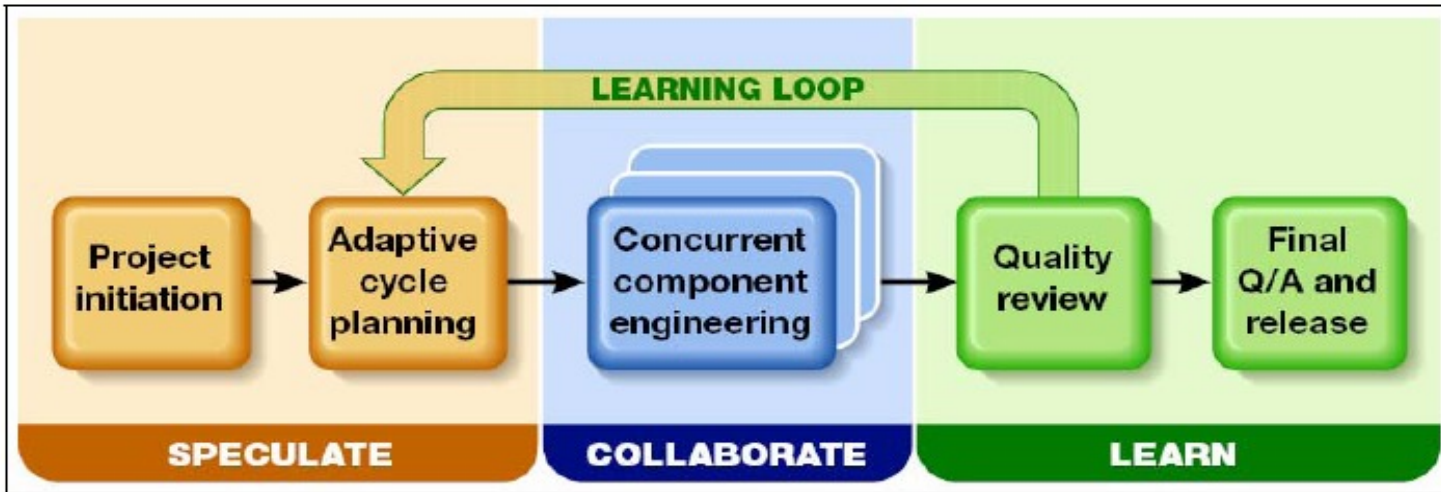 LEARNING LOOP
Project
initiation
Adaptive
cycle
planning
Concurrent
component
engineering
Quality
review
Final
Q/A and
release
SPECULATE
COLLABORATE
LEARN